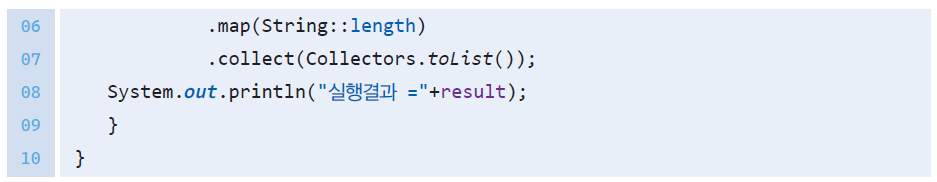 06 .map(String::length)
07 .collect(Collectors.toList());
08 System.out.println("실행결과 ="+result);
09 }
10 }